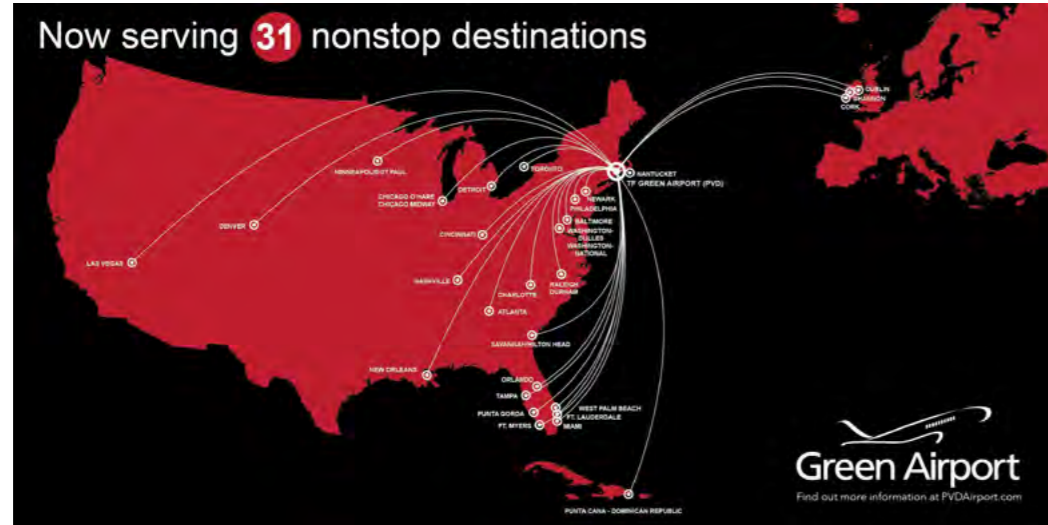 Now serving 31 nonstop destinations
DUBLIN
SHANNON
CORK
MINNEAPOLIS/ST PAUL
TORONTO
NANTUCKET
TF GREEN AIRPORT (PVD)
DETROIT
CHICAGO O'HARE
CHICAGO MIDWAY
NEWARK
PHILADELPHIA
DENVER
BALTIMORE
CINCINNATI
WASHINGTON-
DULLES
WASHINGTON-
NATIONAL
LAS VEGAS
NASHVILLE
RALEIGH
DURHAM
CHARLOTTE
ATLANTA
SAVANNAH/HILTON HEAD
NEW ORLEANS
ORLANDO
TAMPA
WEST PALM BEACH
PUNTA GORDA
FT. LAUDERDALE
FT. MYERS
MIAMI
Green Airport
Find out more information at PVDAirport.com
PUNTA CANA - DOMINICAN REPUBLIC